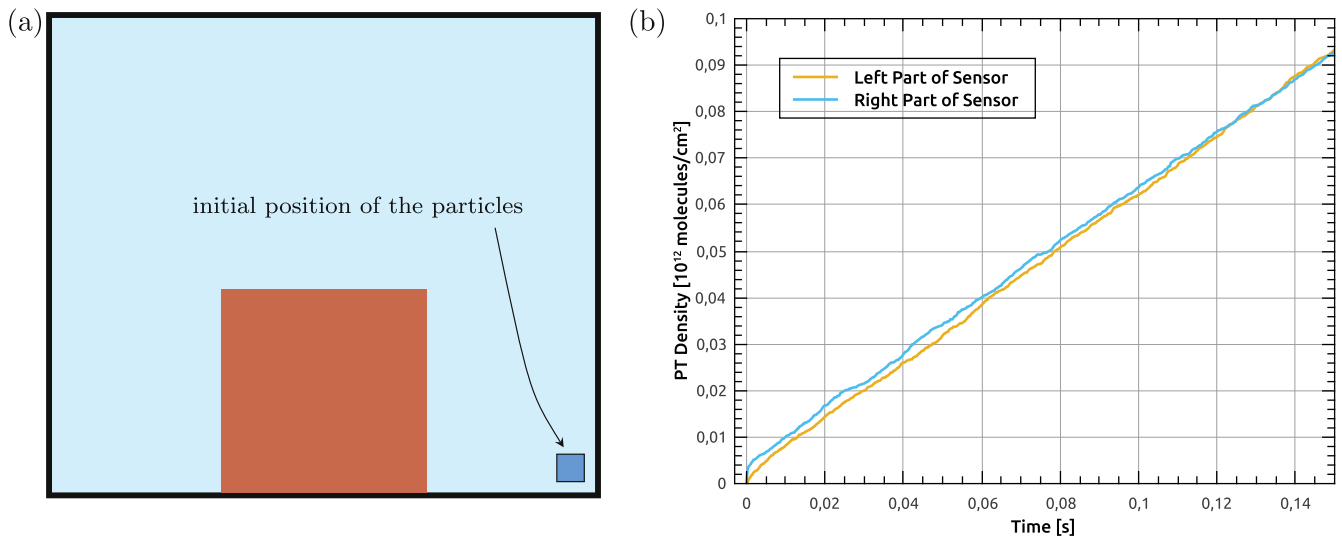 (a)
initial position of the particles
(b)
0,1
0,09
0,08
0,07
0,06
0,05
0,04
0,03
0,02
0,01
0
PT Density [10¹² molecules/cm²]
Left Part of Sensor
Right Part of Sensor
0
0,02
0,04
0,06
0,08
0,1
0,12
0,14
Time [s]